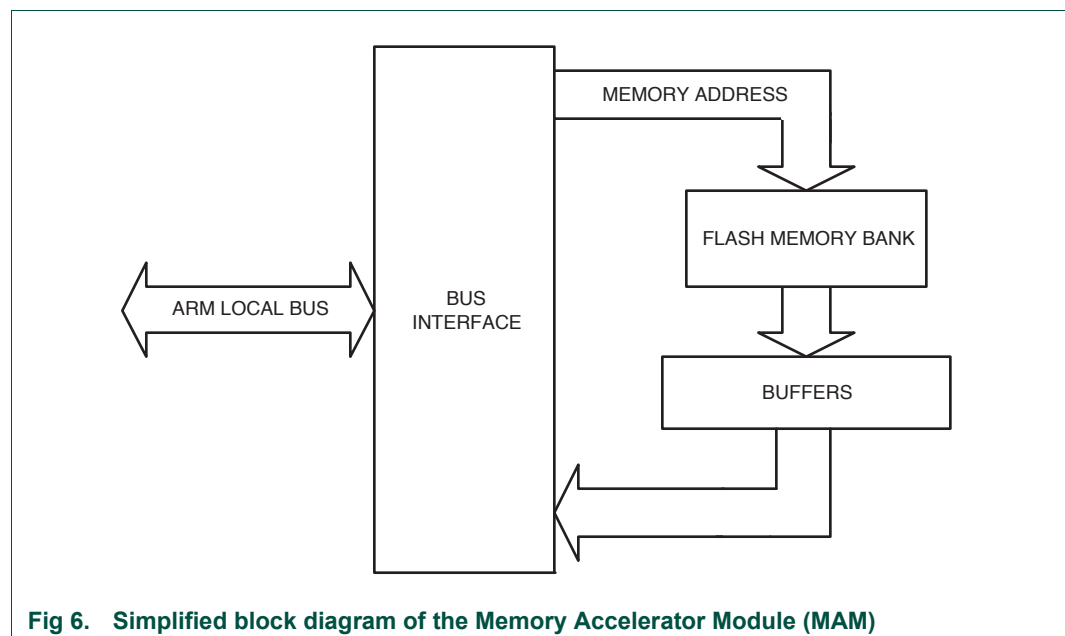 MEMORY ADDRESS
FLASH MEMORY BANK
ARM LOCAL BUS
BUS
INTERFACE
BUFFERS
Fig 6. Simplified block diagram of the Memory Accelerator Module (MAM)